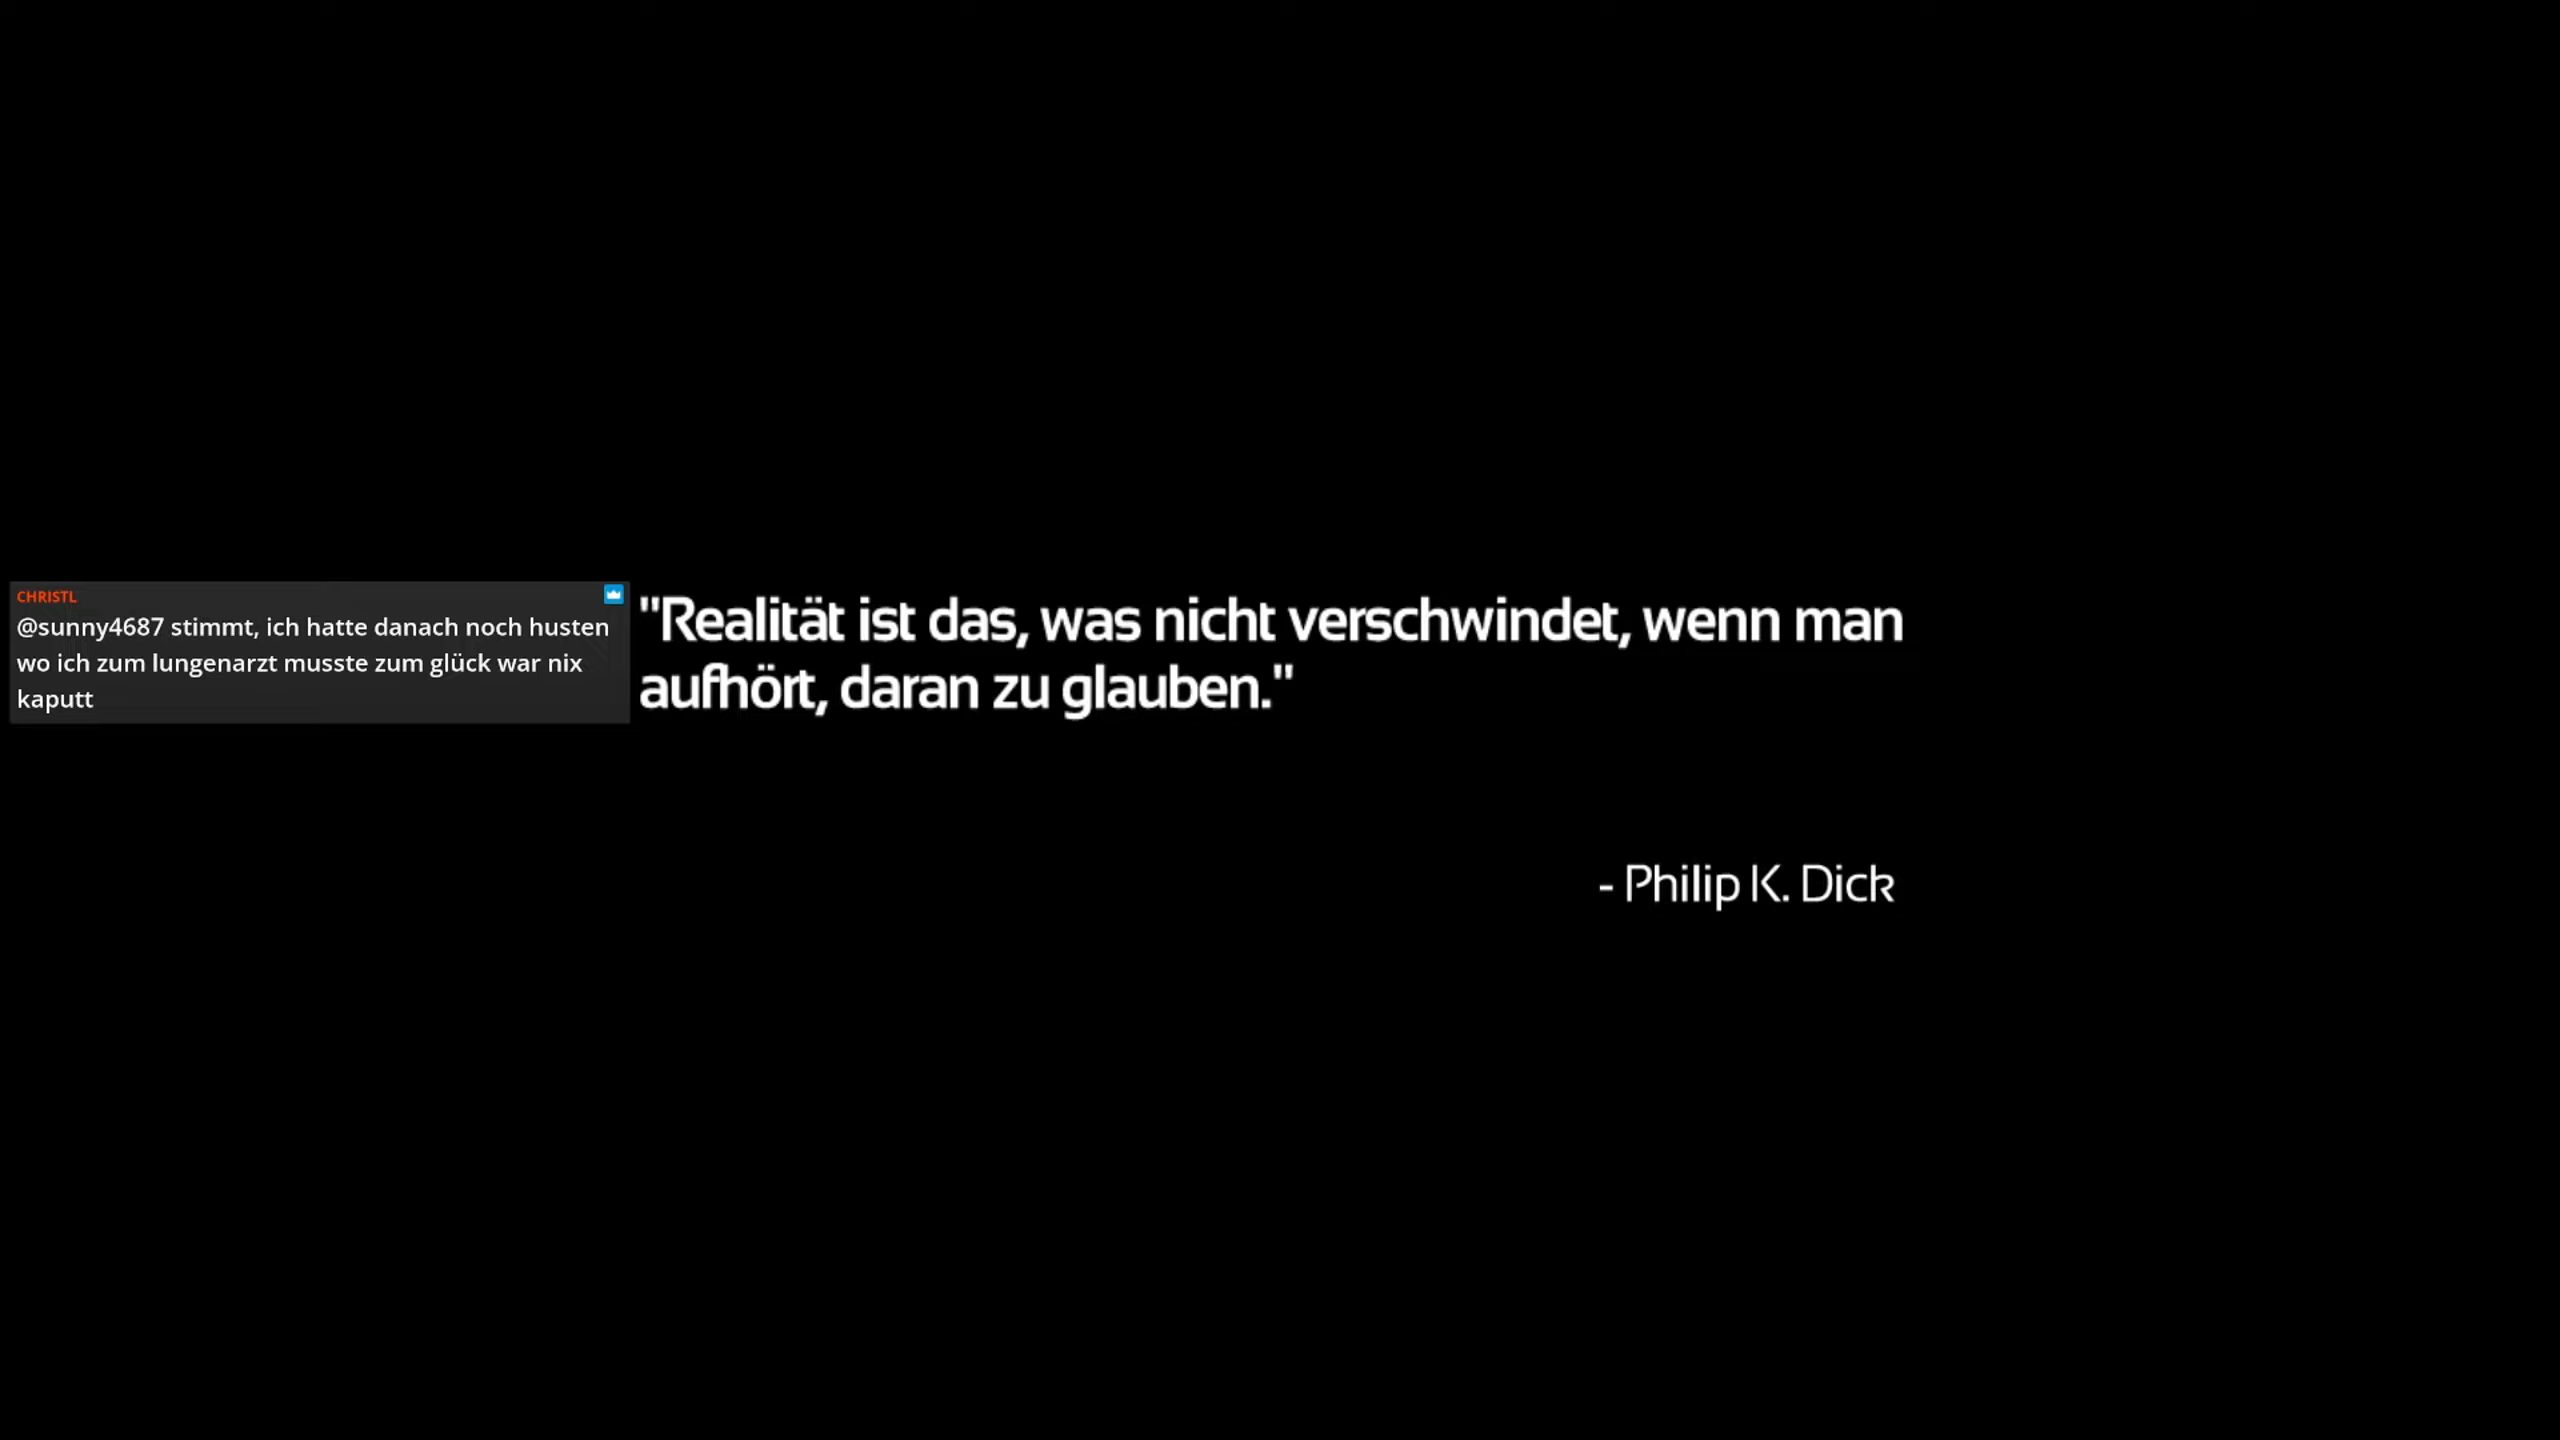 CHRISTL
@sunny4687 stimmt, ich hatte danach noch husten
wo ich zum lungenarzt musste zum glück war nix
kaputt
"Realität ist das, was nicht verschwindet, wenn man
aufhört, daran zu glauben."
- Philip K. Dick